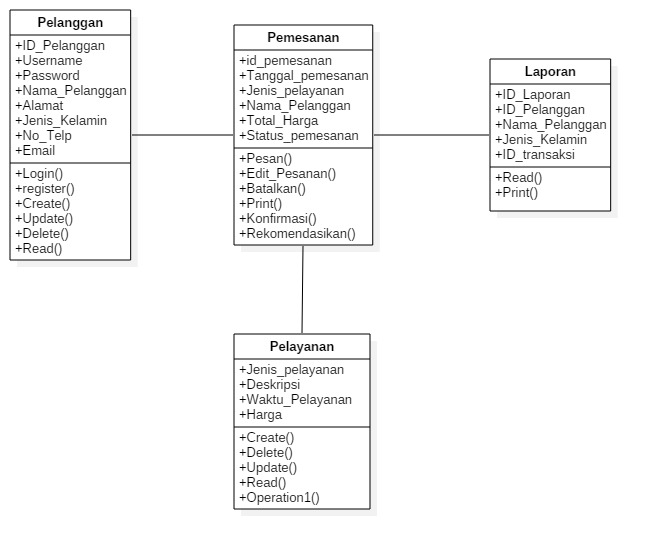 Pelanggan
+ID_Pelanggan
+Username
+Password
+Nama_Pelanggan
+Alamat
+Jenis_Kelamin
+No_Telp
+Email
+Login()
+register()
+Create()
+Update()
+Delete()
+Read()
Pemesanan
+id_pemesanan
+Tanggal_pemesanan
+Jenis_pelayanan
+Nama_Pelanggan
+Total_Harga
+Status_pemesanan
+Pesan()
+Edit_Pesanan()
+Batalkan()
+Print()
+Konfirmasi()
+Rekomendasikan()
Laporan
+ID_Laporan
+ID_Pelanggan
+Nama_Pelanggan
+Jenis_Kelamin
+ID_transaksi
+Read()
+Print()
Pelayanan
+Jenis_pelayanan
+Deskripsi
+Waktu_Pelayanan
+Harga
+Create()
+Delete()
+Update()
+Read()
+Operation1()